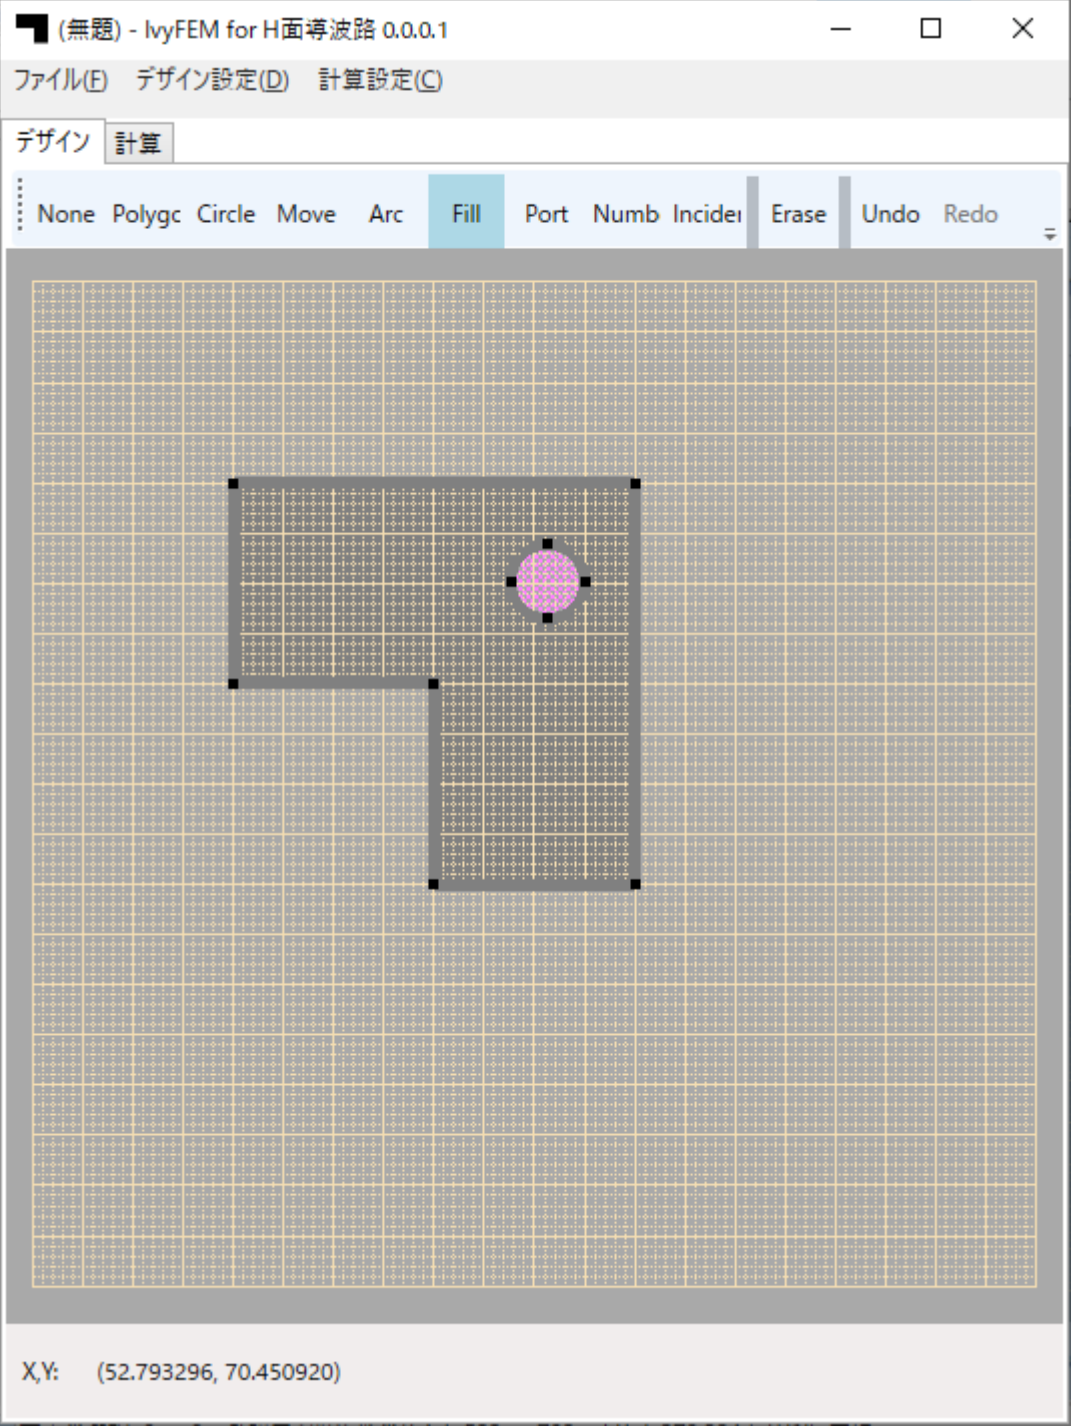 (無題) - IvyFEM for H面導波路 0.0.0.1
ファイル(F) デザイン設定(D) 計算設定(C)
デザイン 計算
None Polygc Circle Move Arc Fill Port Numb Incider Erase Undo Redo
X,Y: (52.793296, 70.450920)